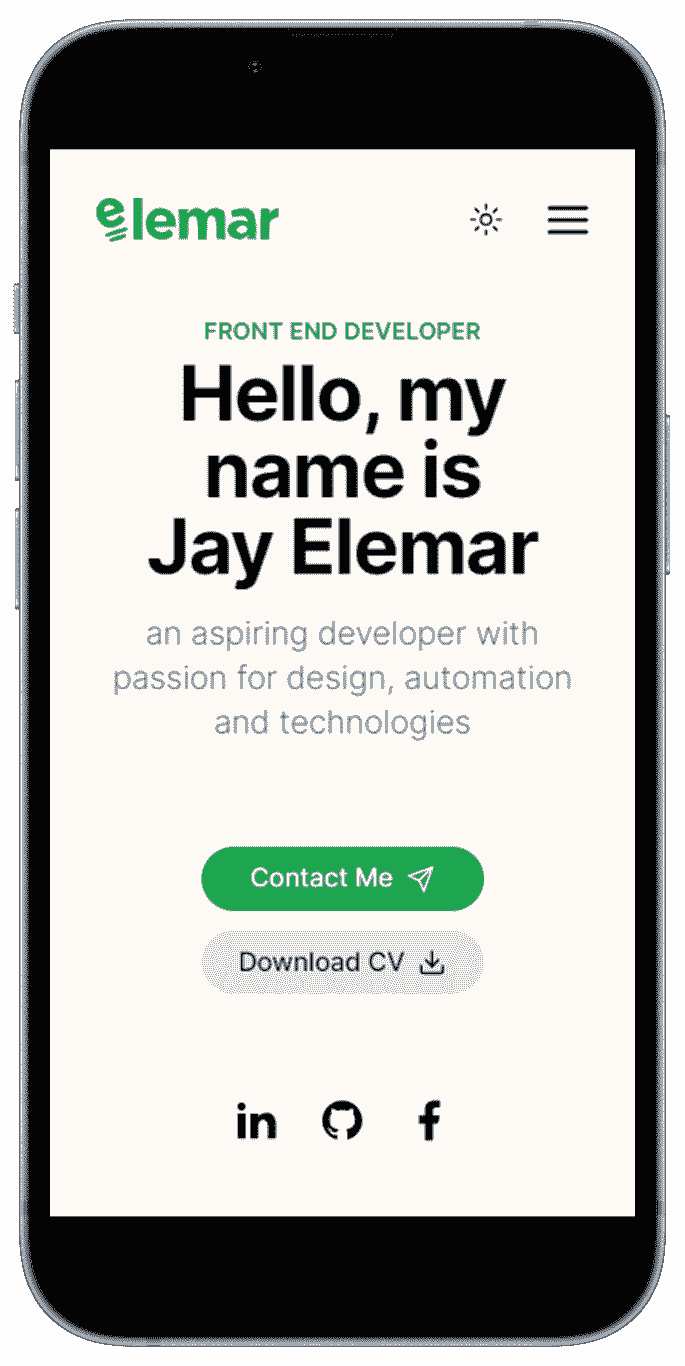 elemar
FRONT END DEVELOPER
Hello, my
name is
Jay Elemar
an aspiring developer with
passion for design, automation
and technologies
Contact Me
Download CV
in
f